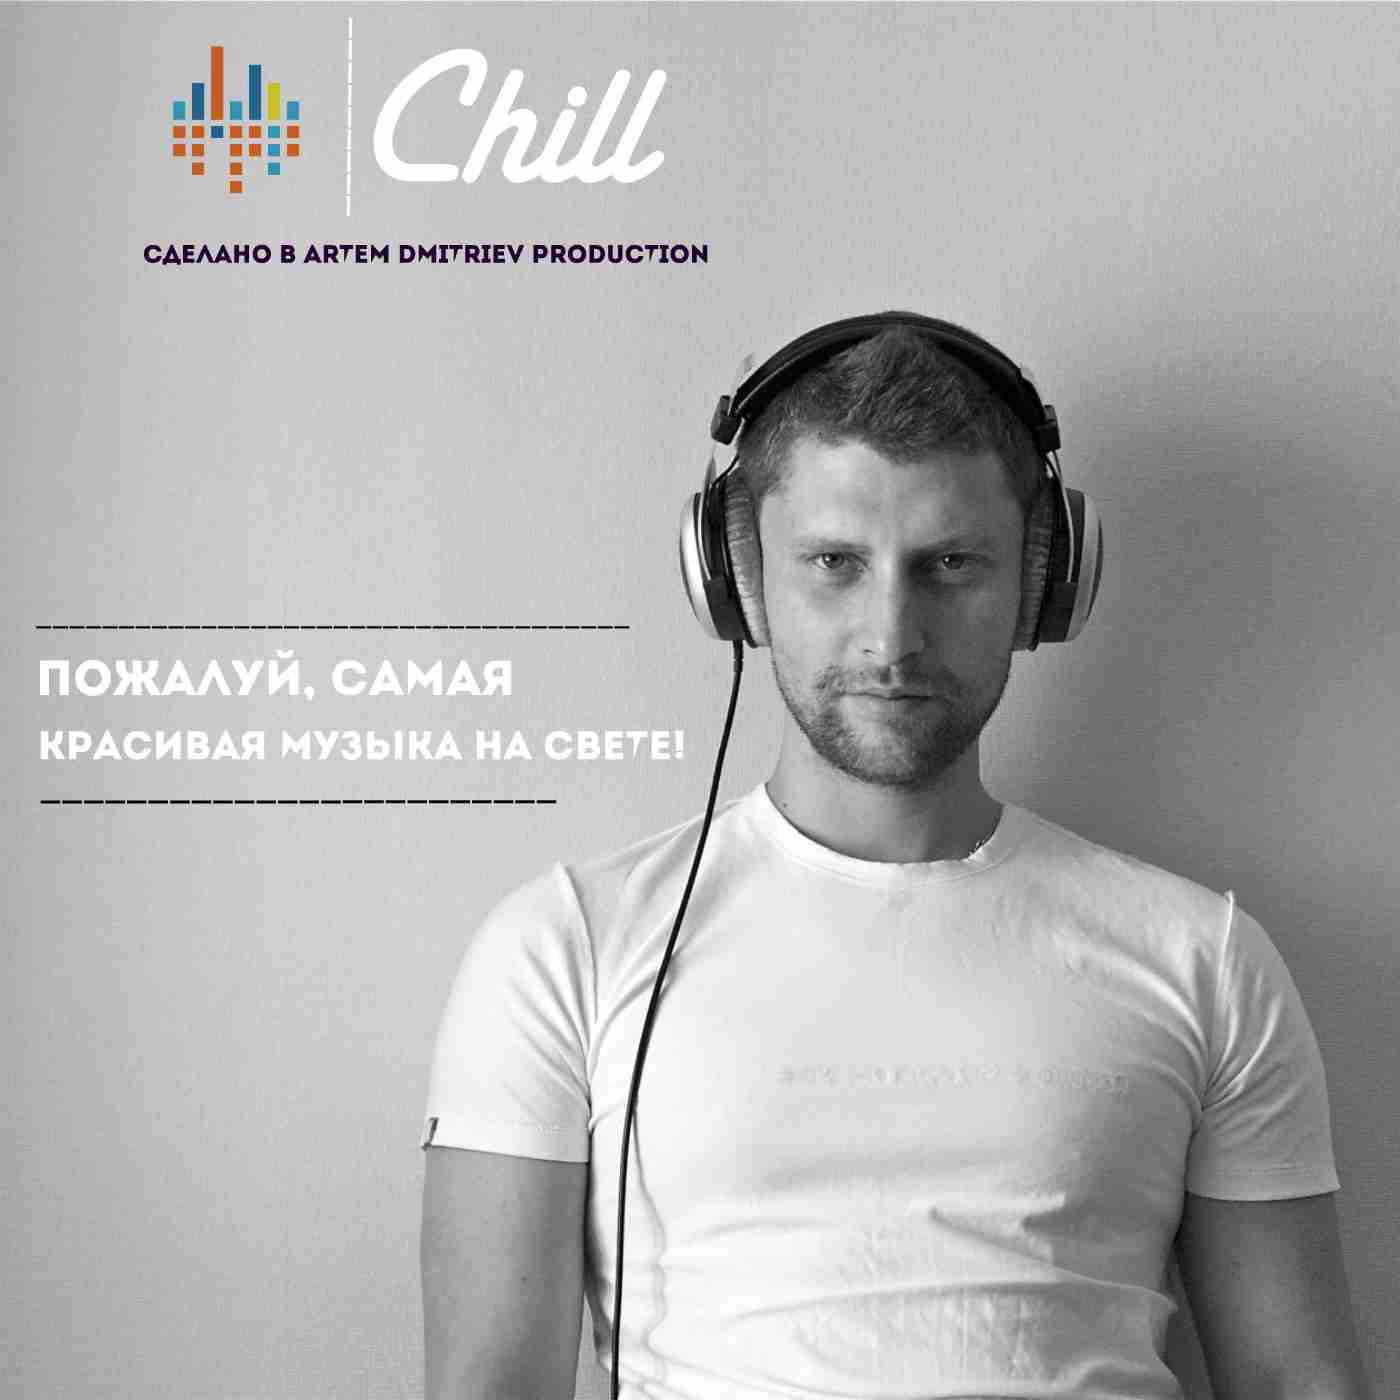 Chill
СДЕЛАНО В ARTEM DMITRIEV PRODUCTION
ПОЖАЛУЙ, САМАЯ
КРАСИВАЯ МУЗЫКА НА СВЕТЕ!